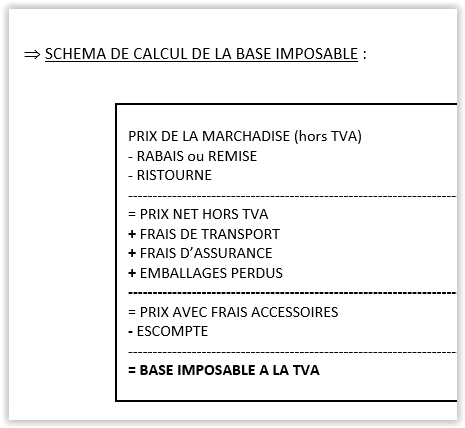 ⇒ SCHEMA DE CALCUL DE LA BASE IMPOSABLE :
PRIX DE LA MARCHADISE (hors TVA)
- RABAIS ou REMISE
- RISTOURNE
--------------------------------------------------------------------------------
= PRIX NET HORS TVA
+ FRAIS DE TRANSPORT
+ FRAIS D’ASSURANCE
+ EMBALLAGES PERDUS
--------------------------------------------------------------------------------
= PRIX AVEC FRAIS ACCESSOIRES
- ESCOMPTE
--------------------------------------------------------------------------------
= BASE IMPOSABLE A LA TVA